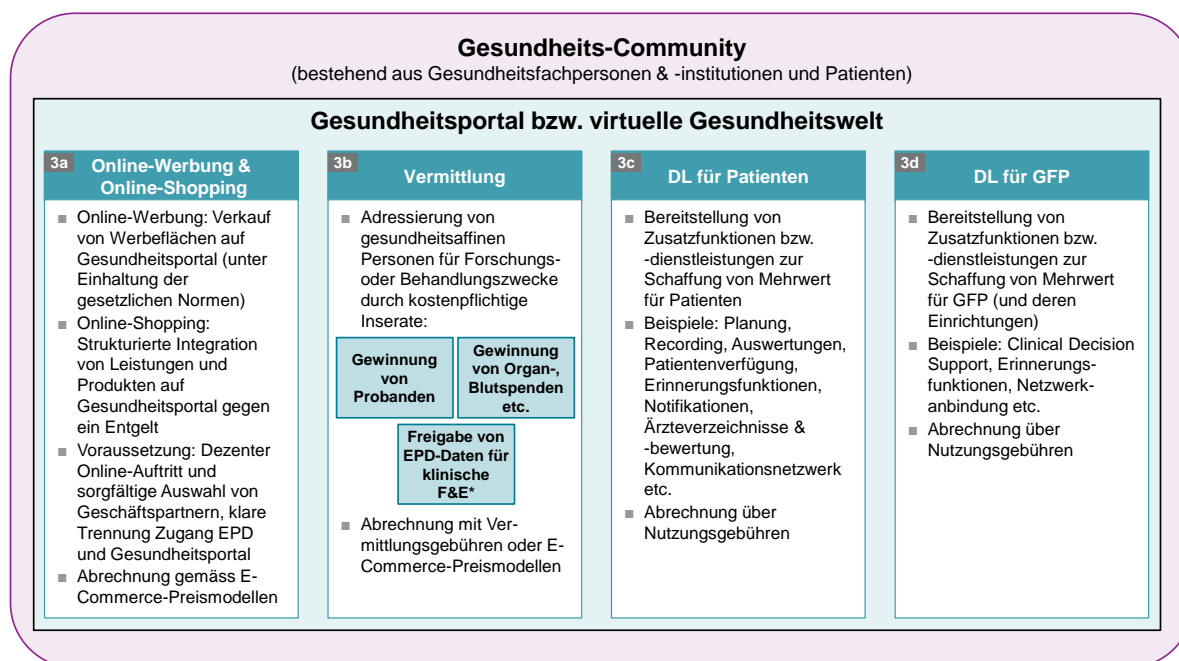 Gesundheits-Community
(bestehend aus Gesundheitsfachpersonen & -institutionen und Patienten)
Gesundheitsportal bzw. virtuelle Gesundheitswelt
3a
Online-Werbung &
Online-Shopping
Online-Werbung: Verkauf
von Werbeflächen auf
Gesundheitsportal (unter
Einhaltung der
gesetzlichen Normen)
Online-Shopping:
Strukturierte Integration
von Leistungen und
Produkten auf
Gesundheitsportal gegen
ein Entgelt
Voraussetzung: Dezenter
Online-Auftritt und
sorgfältige Auswahl von
Geschäftspartnern, klare
Trennung Zugang EPD
und Gesundheitsportal
Abrechnung gemäss E-
Commerce-Preismodellen
3b
Vermittlung
Adressierung von
gesundheitsaffinen
Personen für Forschungs-
oder Behandlungszwecke
durch kostenpflichtige
Inserate:
Gewinnung
von
Probanden
Gewinnung
von Organ-,
Blutspenden
etc.
Freigabe von
EPD-Daten für
klinische
F&E*
Abrechnung mit Ver-
mittlungsgebühren oder E-
Commerce-Preismodellen
3c
DL für Patienten
Bereitstellung von
Zusatzfunktionen bzw.
-dienstleistungen zur
Schaffung von Mehrwert
für Patienten
Beispiele: Planung,
Recording, Auswertungen,
Patientenverfügung,
Erinnerungsfunktionen,
Notifikationen,
Ärzteverzeichnisse &
-bewertung,
Kommunikationsnetzwerk
etc.
Abrechnung über
Nutzungsgebühren
3d
DL für GFP
Bereitstellung von
Zusatzfunktionen bzw.
-dienstleistungen zur
Schaffung von Mehrwert
für GFP (und deren
Einrichtungen)
Beispiele: Clinical Decision
Support, Erinnerungs-
funktionen, Netzwerk-
anbindung etc.
Abrechnung über
Nutzungsgebühren